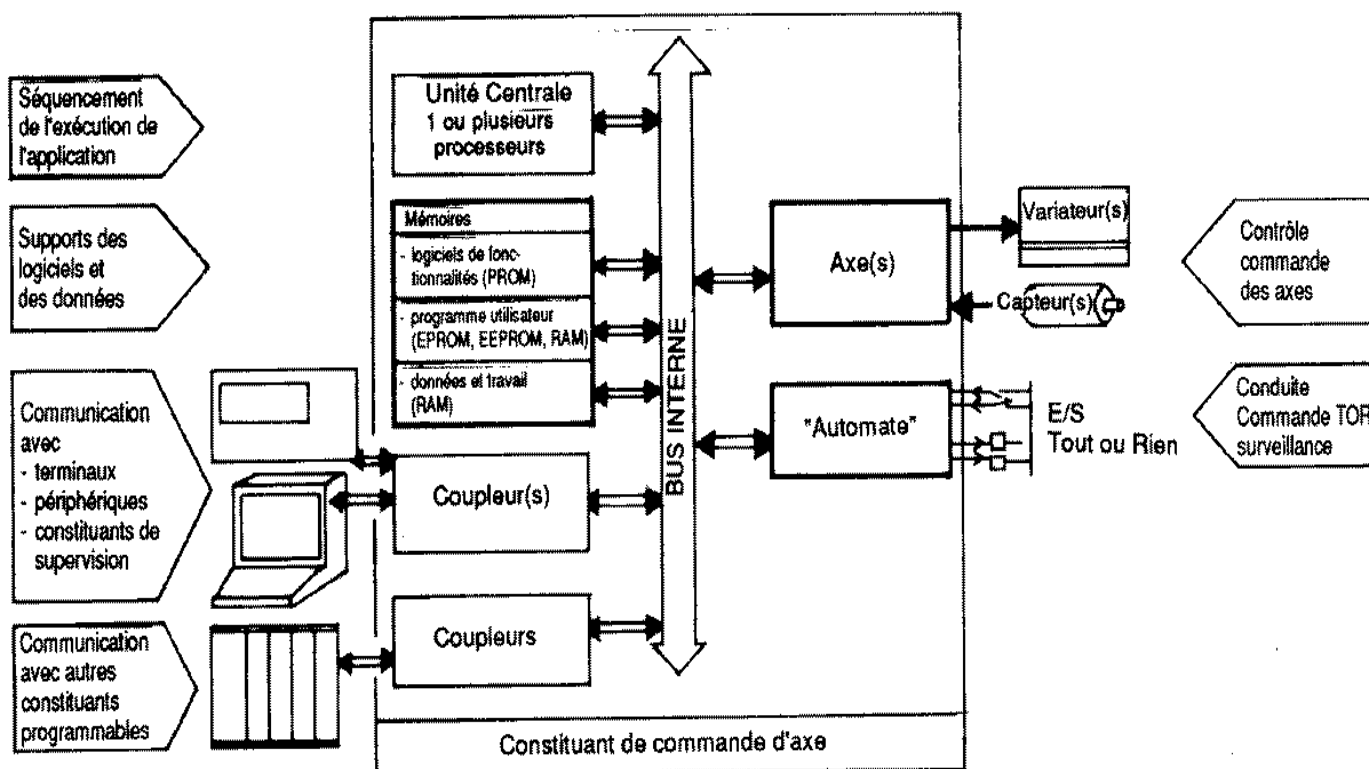 Séquencement
de l'exécution de
l'application
Supports des
logiciels et
des données
Communication
avec
- terminaux
- périphériques
- constituants de
supervision
Communication
avec autres
constituants
programmables
Unité Centrale
1 ou plusieurs
processeurs
Mémoires
- logiciels de fonc-
tionnalités (PROM)
- programme utilisateur
(EPROM, EEPROM, RAM)
- données et travail
(RAM)
Coupleur(s)
Coupleurs
BUS INTERNE
Axe(s)
"Automate"
Variateur(s)
Capteur(s)
E/S
Tout ou Rien
Contrôle
commande
des axes
Conduite
Commande TOR
surveillance
Constituant de commande d'axe